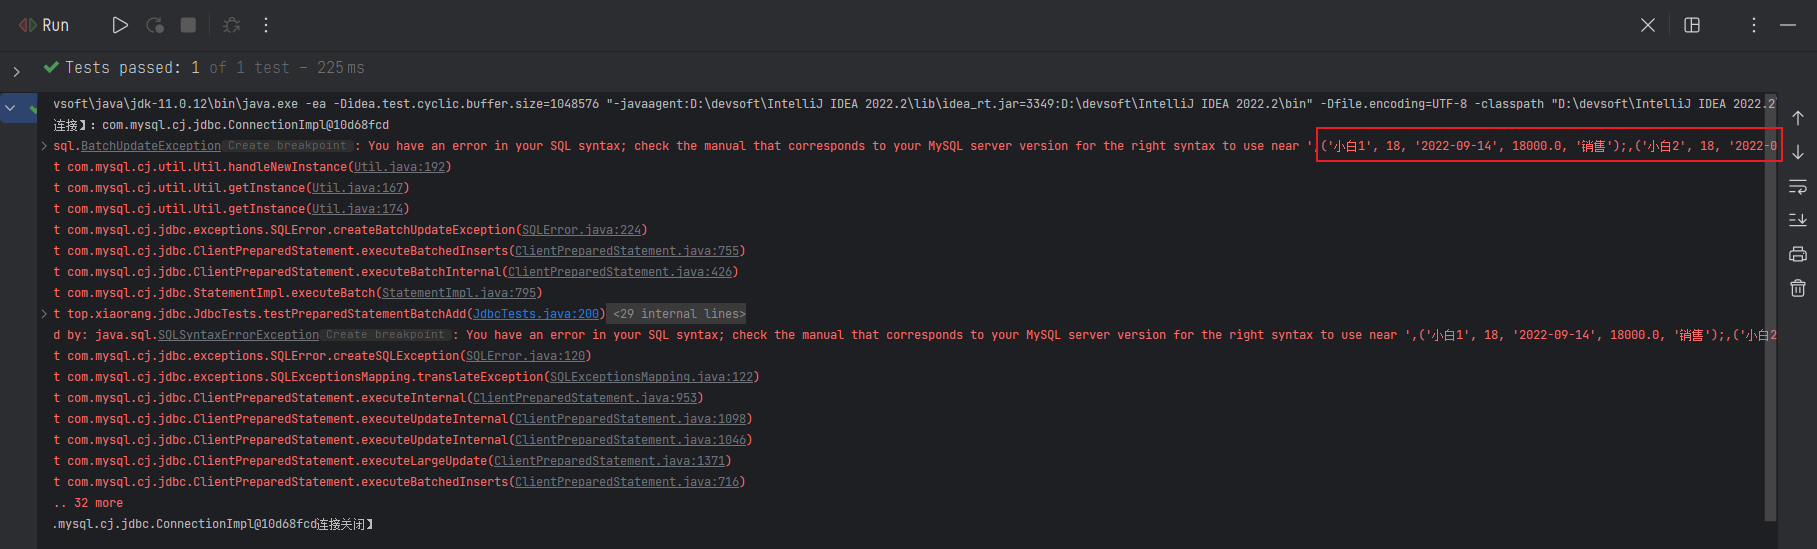 Run
Tests passed: 1 of 1 test – 225 ms
vsoft\java\jdk-11.0.12\bin\java.exe -ea -Didea.test.cyclic.buffer.size=1048576 "-javaagent:D:\devsoft\IntelliJ IDEA 2022.2\lib\idea_rt.jar=3349:D:\devsoft\IntelliJ IDEA 2022.2\bin" -Dfile.encoding=UTF-8 -classpath "D:\devsoft\IntelliJ IDEA 2022.2
连接】：com.mysql.cj.jdbc.ConnectionImpl@10d68fcd
sql.BatchUpdateException Create breakpoint : You have an error in your SQL syntax; check the manual that corresponds to your MySQL server version for the right syntax to use near ',('小白1', 18, '2022-09-14', 18000.0, '销售');,('小白2', 18, '2022-0
t com.mysql.cj.util.Util.handleNewInstance(Util.java:192)
t com.mysql.cj.util.Util.getInstance(Util.java:167)
t com.mysql.cj.util.Util.getInstance(Util.java:174)
t com.mysql.cj.jdbc.exceptions.SQLError.createBatchUpdateException(SQLError.java:224)
t com.mysql.cj.jdbc.ClientPreparedStatement.executeBatchedInserts(ClientPreparedStatement.java:755)
t com.mysql.cj.jdbc.ClientPreparedStatement.executeBatchInternal(ClientPreparedStatement.java:426)
t com.mysql.cj.jdbc.StatementImpl.executeBatch(StatementImpl.java:795)
t top.xiaorang.jdbc.JdbcTests.testPreparedStatementBatchAdd(JdbcTests.java:200) <29 internal lines>
d by: java.sql.SQLSyntaxErrorException Create breakpoint : You have an error in your SQL syntax; check the manual that corresponds to your MySQL server version for the right syntax to use near ',('小白1', 18, '2022-09-14', 18000.0, '销售');,('小白2
t com.mysql.cj.jdbc.exceptions.SQLError.createSQLException(SQLError.java:120)
t com.mysql.cj.jdbc.exceptions.SQLExceptionsMapping.translateException(SQLExceptionsMapping.java:122)
t com.mysql.cj.jdbc.ClientPreparedStatement.executeInternal(ClientPreparedStatement.java:953)
t com.mysql.cj.jdbc.ClientPreparedStatement.executeUpdateInternal(ClientPreparedStatement.java:1098)
t com.mysql.cj.jdbc.ClientPreparedStatement.executeUpdateInternal(ClientPreparedStatement.java:1046)
t com.mysql.cj.jdbc.ClientPreparedStatement.executeLargeUpdate(ClientPreparedStatement.java:1371)
t com.mysql.cj.jdbc.ClientPreparedStatement.executeBatchedInserts(ClientPreparedStatement.java:716)
.. 32 more
.mysql.cj.jdbc.ConnectionImpl@10d68fcd连接关闭】